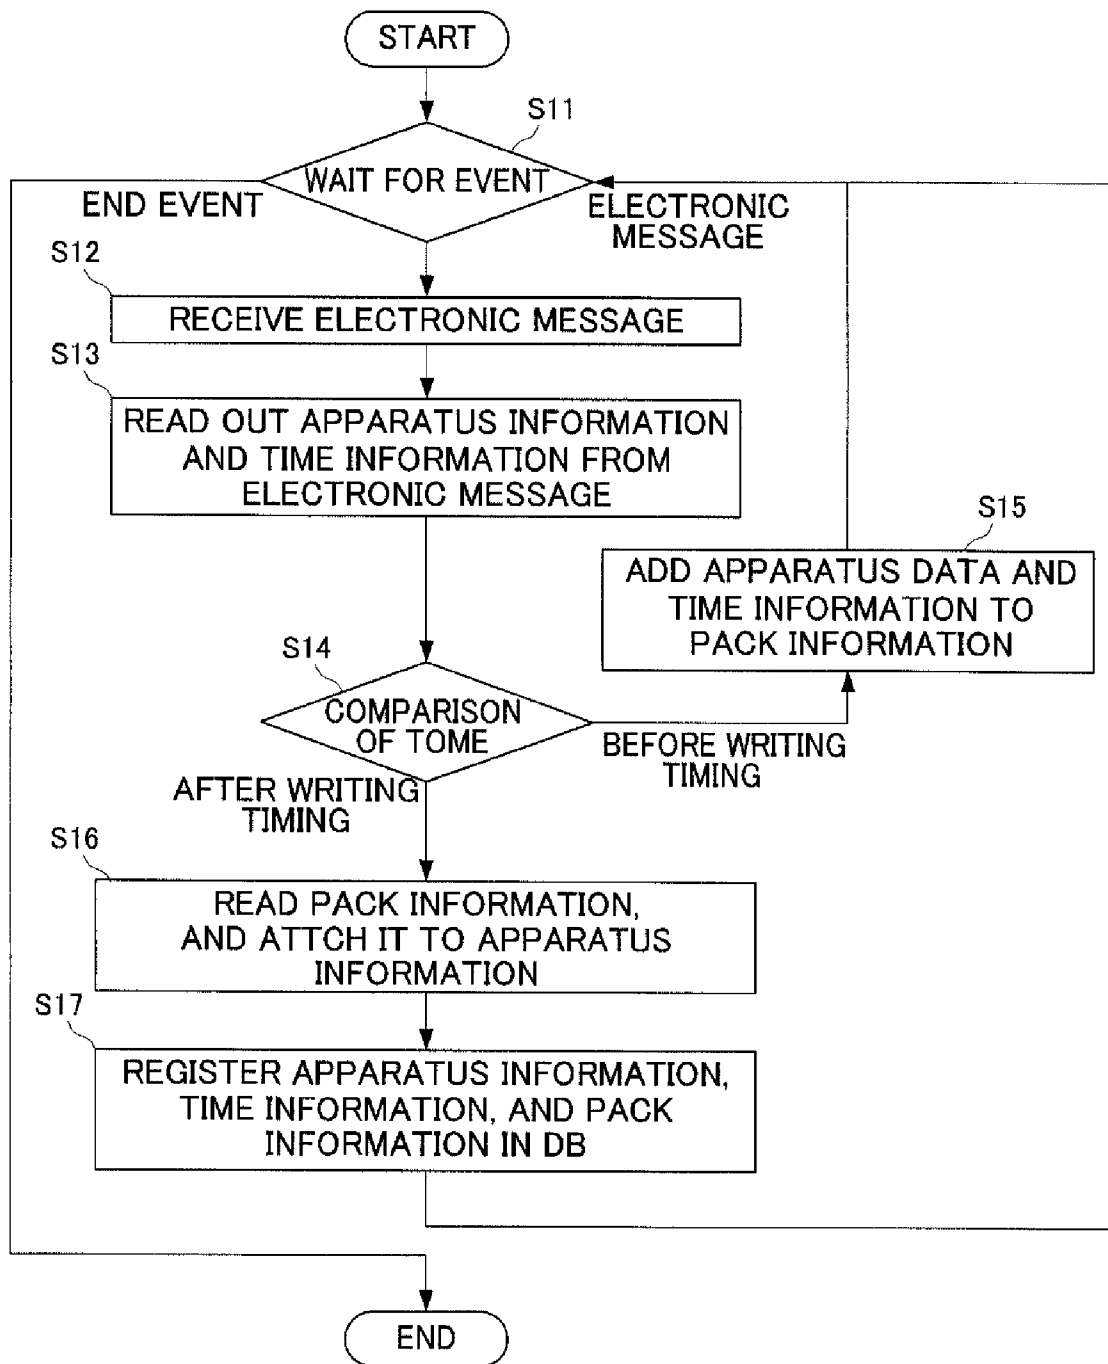 START
S11
WAIT FOR EVENT
END EVENT
ELECTRONIC
MESSAGE
S12
RECEIVE ELECTRONIC MESSAGE
S13
READ OUT APPARATUS INFORMATION
AND TIME INFORMATION FROM
ELECTRONIC MESSAGE
S15
ADD APPARATUS DATA AND
TIME INFORMATION TO
PACK INFORMATION
S14
COMPARISON
OF TOME
BEFORE WRITING
TIMING
AFTER WRITING
TIMING
S16
READ PACK INFORMATION,
AND ATTCH IT TO APPARATUS
INFORMATION
S17
REGISTER APPARATUS INFORMATION,
TIME INFORMATION, AND PACK
INFORMATION IN DB
END